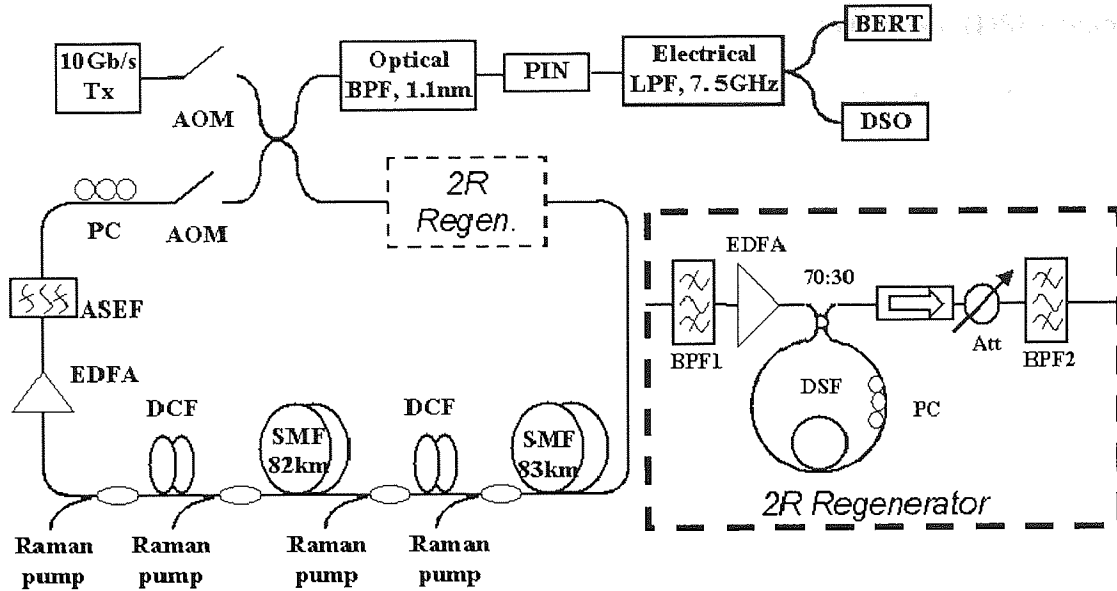 10Gb/s
Tx
AOM
Optical
BPF, 1.1nm
PIN
Electrical
LPF, 7.5GHz
BERT
DSO
PC
AOM
2R
Regen.
ASEF
EDFA
DCF
SMF
82km
DCF
SMF
83km
Raman
pump
Raman
pump
Raman
pump
Raman
pump
EDFA
70:30
BPF1
Att
BPF2
DSF
PC
2R Regenerator